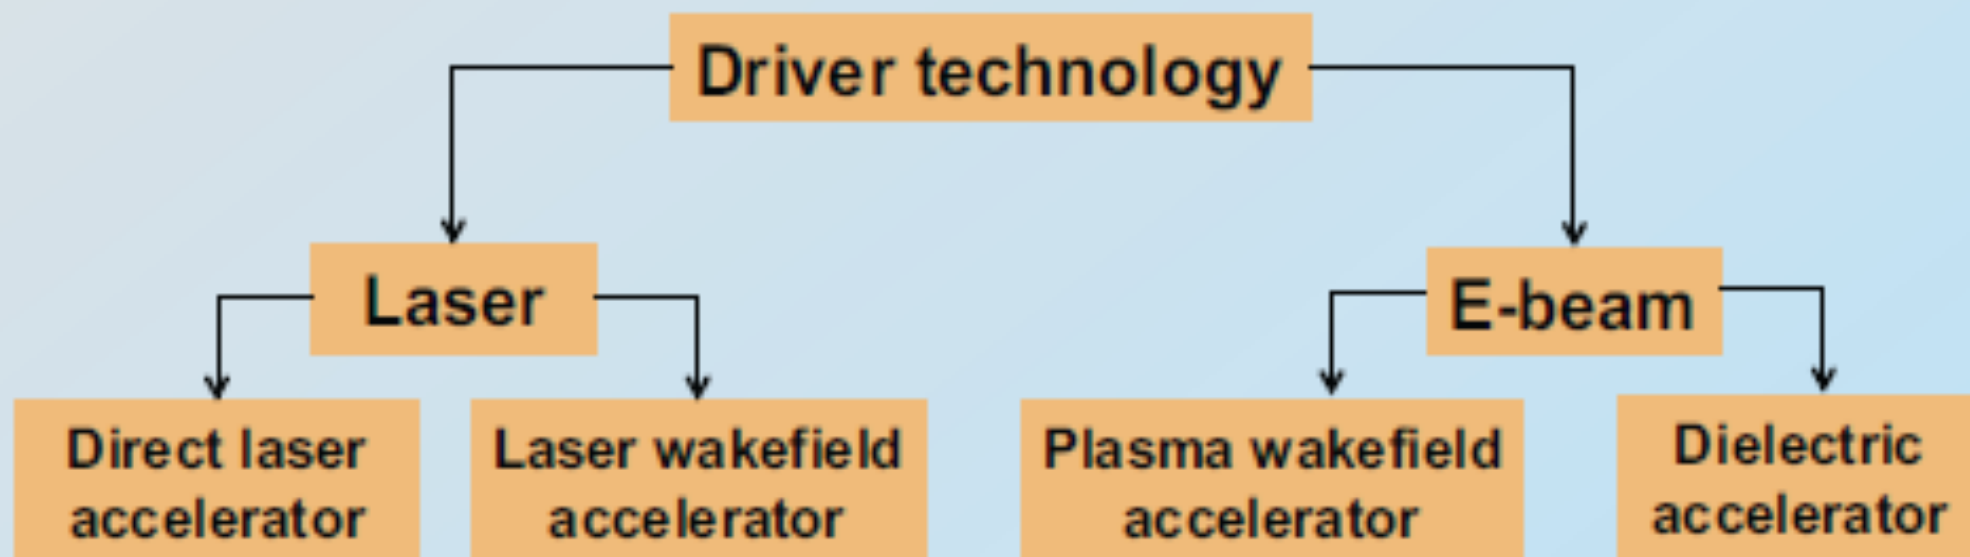 Driver technology
Laser
E-beam
Direct laser
accelerator
Laser wakefield
accelerator
Plasma wakefield
accelerator
Dielectric
accelerator